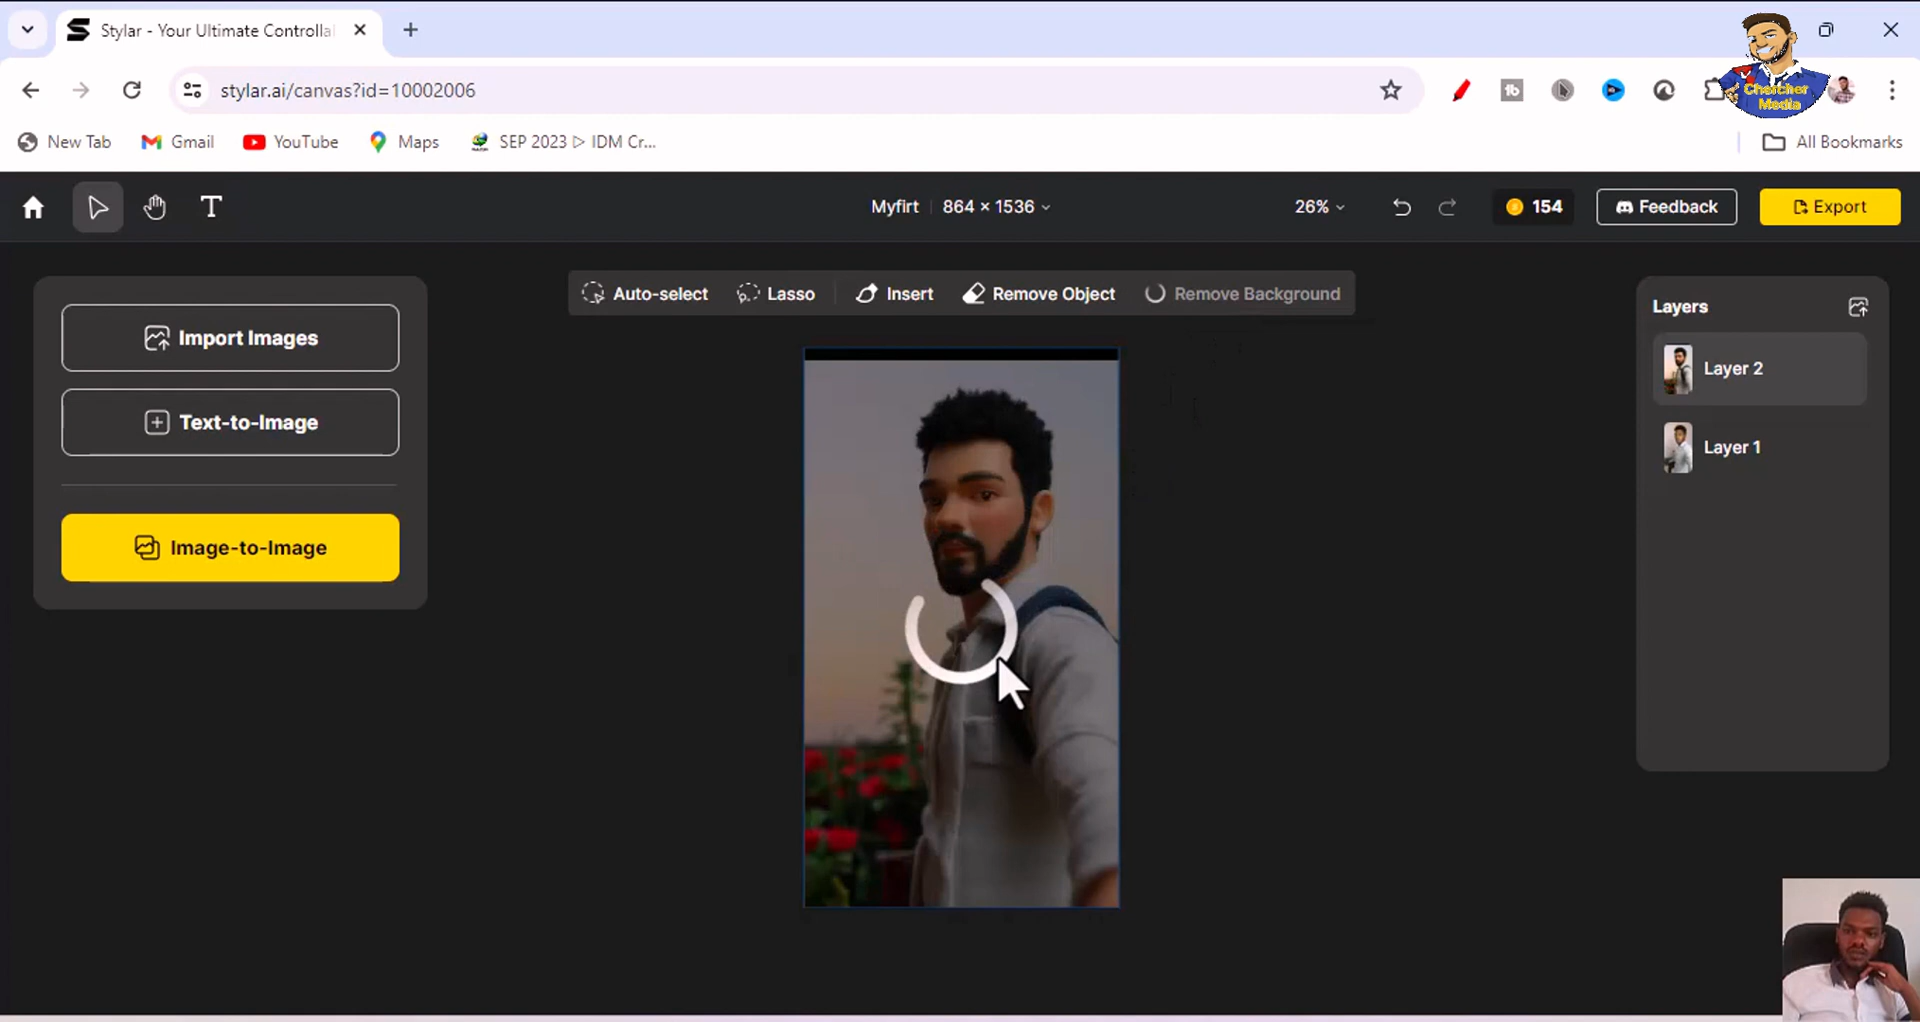 Stylar - Your Ultimate Controlla
stylar.ai/canvas?id=10002006
Chercher
Media
New Tab
Gmail
YouTube
Maps
SEP 2023 ▷ IDM Cr...
All Bookmarks
T
Myfirt
864 × 1536
26%
154
Feedback
Export
Auto-select
Lasso
Insert
Remove Object
Remove Background
Import Images
Text-to-Image
Image-to-Image
Layers
Layer 2
Layer 1